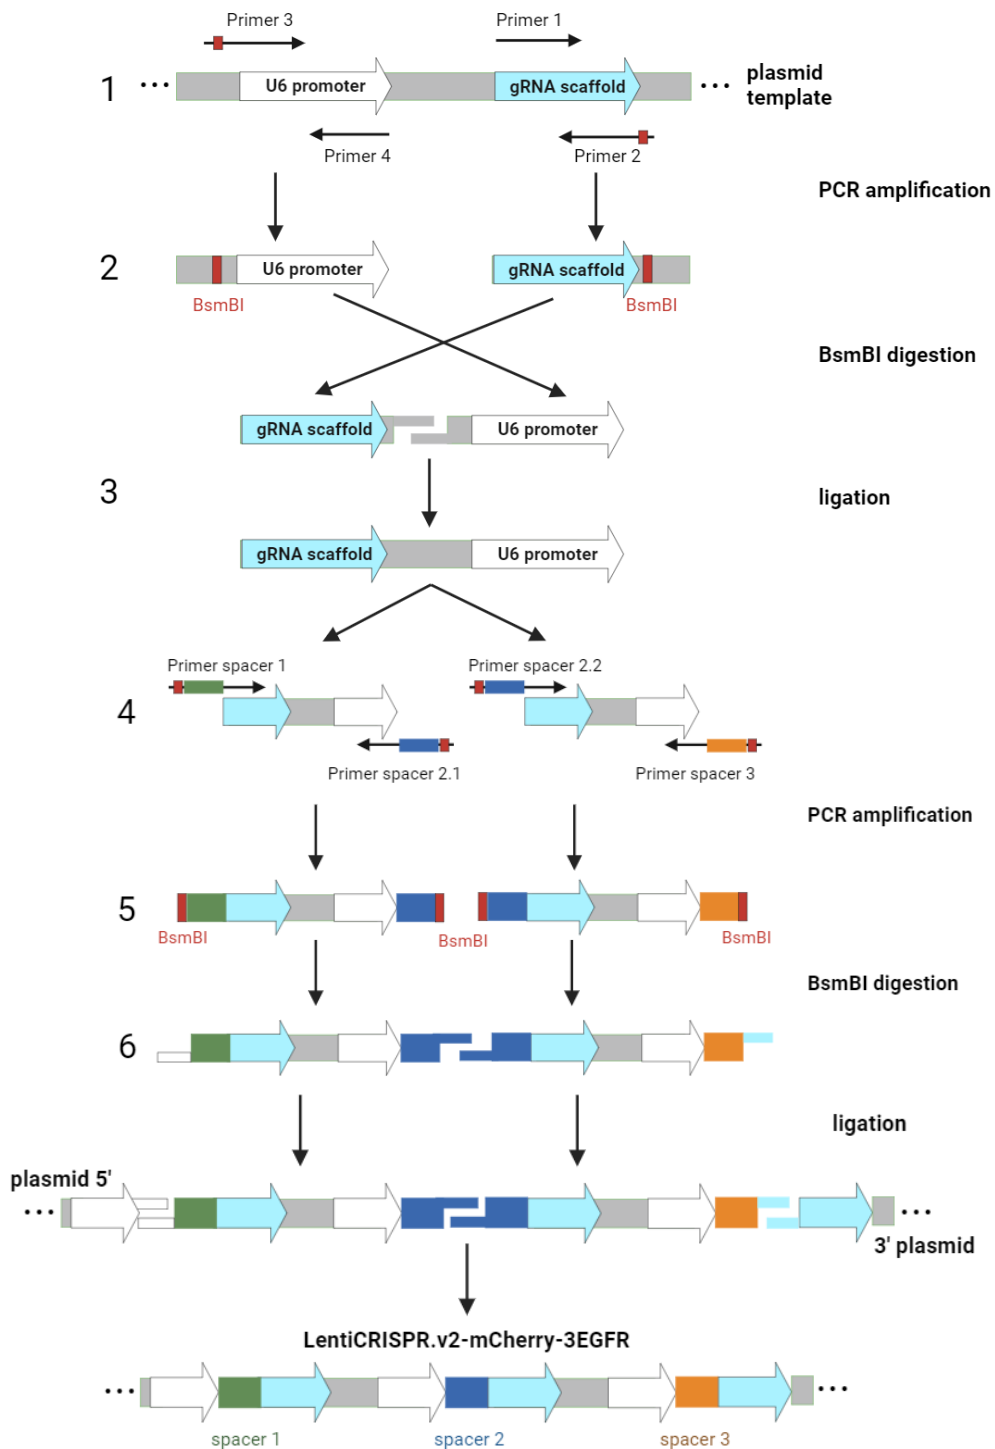 Primer 3
Primer 1
1
...
U6 promoter
gRNA scaffold
...
plasmid
template
Primer 4
Primer 2
PCR amplification
2
U6 promoter
gRNA scaffold
BsmBI
BsmBI
BsmBI digestion
gRNA scaffold
U6 promoter
3
ligation
gRNA scaffold
U6 promoter
Primer spacer 1
Primer spacer 2.2
4
Primer spacer 2.1
Primer spacer 3
PCR amplification
5
BsmBI
BsmBI
BsmBI
BsmBI digestion
6
ligation
plasmid 5'
...
...
3' plasmid
LentiCRISPR.v2-mCherry-3EGFR
...
...
spacer 1
spacer 2
spacer 3